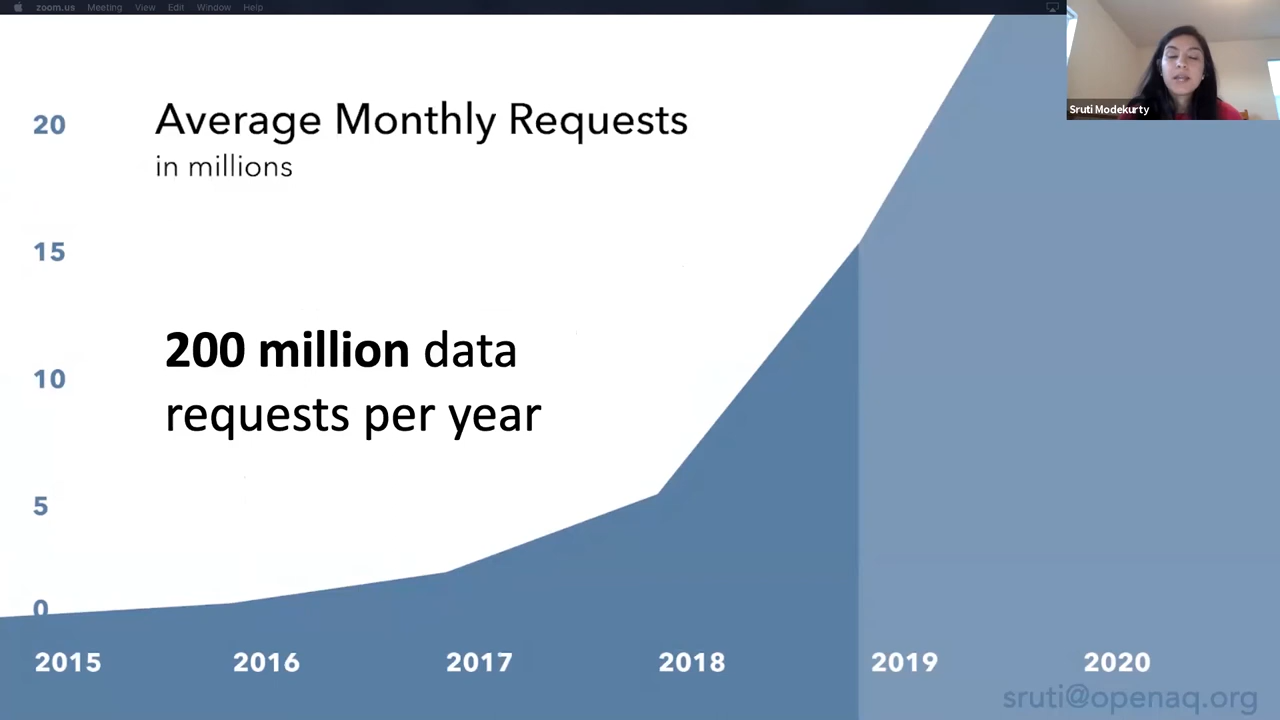 zoom.us Meeting View Edit Window Help
Sruti Modekurty
20
Average Monthly Requests
in millions
15
200 million data
requests per year
10
5
0
2015 2016 2017 2018 2019 2020
sruti@openaq.org